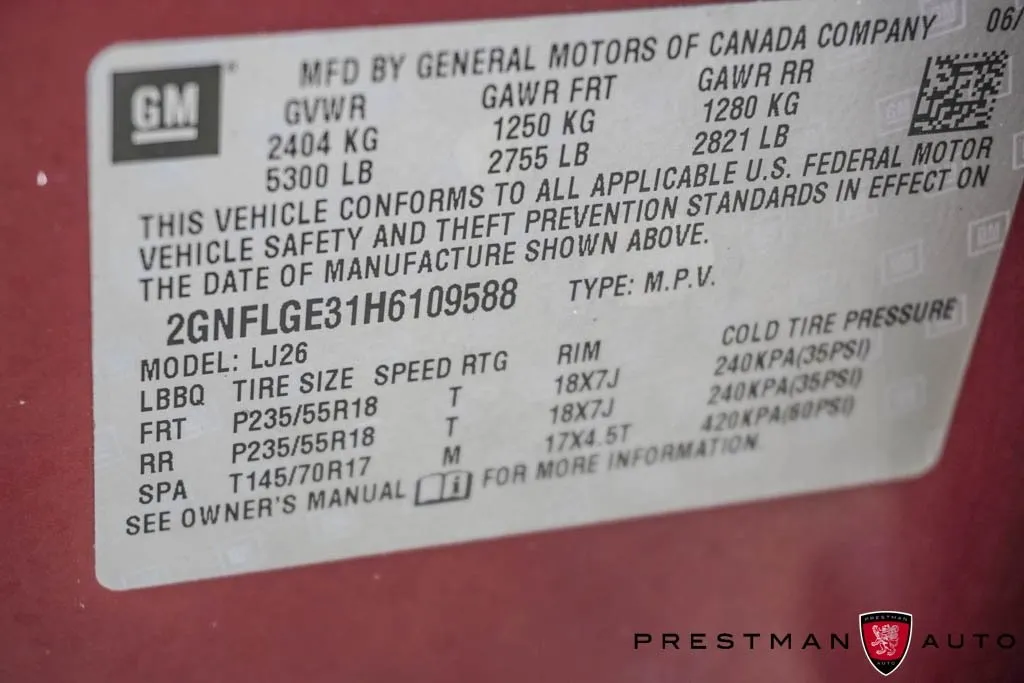 GM
MFD BY GENERAL MOTORS OF CANADA COMPANY 06/
GVWR GAWR FRT GAWR RR
2404 KG 1250 KG 1280 KG
5300 LB 2755 LB 2821 LB
THIS VEHICLE CONFORMS TO ALL APPLICABLE U.S. FEDERAL MOTOR
VEHICLE SAFETY AND THEFT PREVENTION STANDARDS IN EFFECT ON
THE DATE OF MANUFACTURE SHOWN ABOVE.
2GNFLGE31H6109588 TYPE: M.P.V.
MODEL: LJ26
LBBQ TIRE SIZE SPEED RTG RIM COLD TIRE PRESSURE
FRT P235/55R18 T 18X7J 240KPA(35PSI)
RR P235/55R18 T 18X7J 240KPA(35PSI)
SPA T145/70R17 M 17X4.5T 420KPA(60PSI)
SEE OWNER'S MANUAL i FOR MORE INFORMATION.
PRESTMAN PRESTMAN AUTO AUTO